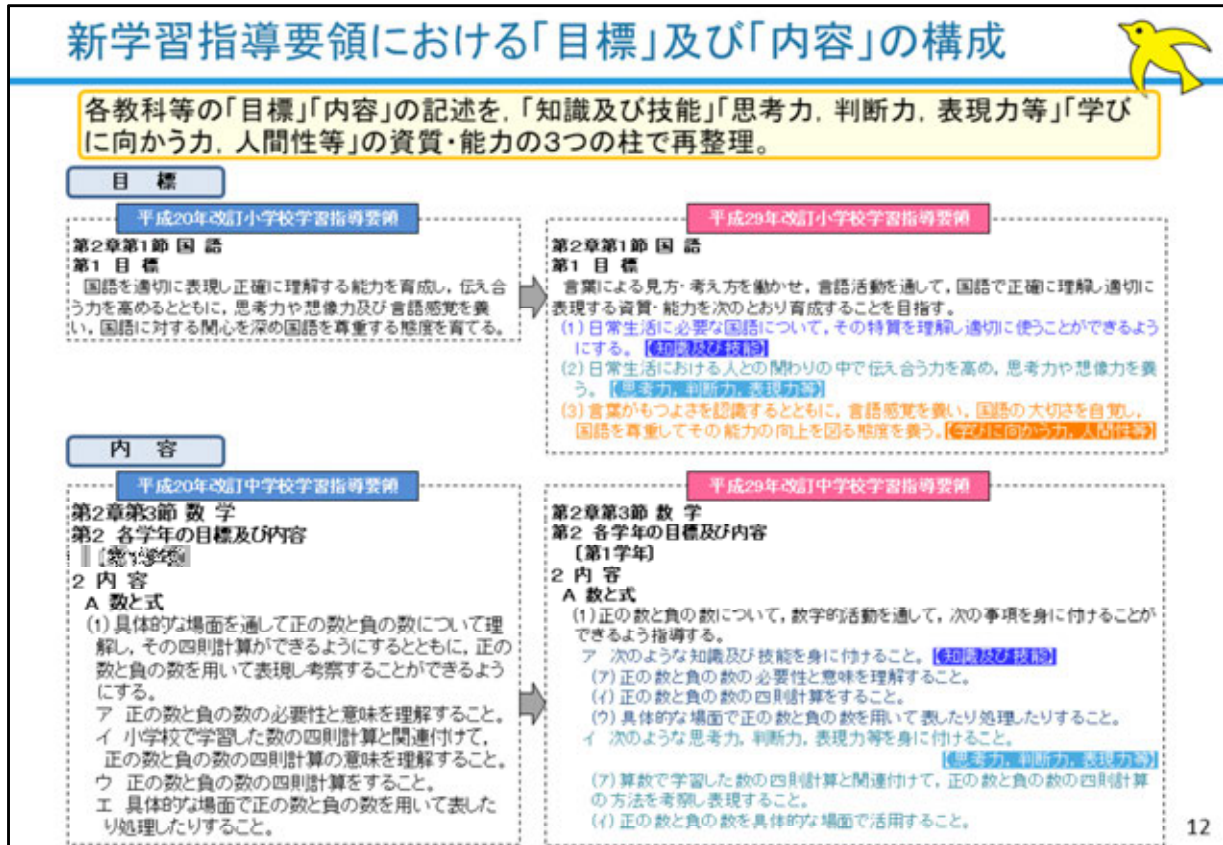 新学習指導要領における「目標」及び「内容」の構成
各教科等の「目標」「内容」の記述を，「知識及び技能」「思考力，判断力，表現力等」「学び
に向かう力，人間性等」の資質・能力の3つの柱で再整理。
目　標
平成20年改訂小学校学習指導要領
第2章第1節 国 語
第1 目 標
国語を適切に表現し正確に理解する能力を育成し，伝え合
う力を高めるとともに，思考力や想像力及び言語感覚を養
い，国語に対する関心を深め国語を尊重する態度を育てる。
平成29年改訂小学校学習指導要領
第2章第1節 国 語
第1 目 標
言葉による見方・考え方を働かせ，言語活動を通して，国語で正確に理解し適切に
表現する資質・能力を次のとおり育成することを目指す。
(1)日常生活に必要な国語について，その特質を理解し適切に使うことができるよう
にする。【知識及び技能】
(2)日常生活における人との関わりの中で伝え合う力を高め，思考力や想像力を養
う。【思考力，判断力，表現力等】
(3)言葉がもつよさを認識するとともに，言語感覚を養い，国語の大切さを自覚し，
国語を尊重してその能力の向上を図る態度を養う。【学びに向かう力，人間性等】
内　容
平成20年改訂中学校学習指導要領
第2章第3節 数 学
第2 各学年の目標及び内容
2 内 容
A 数と式
(1)具体的な場面を通して正の数と負の数について理
解し，その四則計算ができるようにするとともに，正の
数と負の数を用いて表現し考察することができるよう
にする。
ア 正の数と負の数の必要性と意味を理解すること。
イ 小学校で学習した数の四則計算と関連付けて，
正の数と負の数の四則計算の意味を理解すること。
ウ 正の数と負の数の四則計算をすること。
エ 具体的な場面で正の数と負の数を用いて表した
り処理したりすること。
平成29年改訂中学校学習指導要領
第2章第3節 数 学
第2 各学年の目標及び内容
〔第1学年〕
2 内 容
A 数と式
(1)正の数と負の数について，数学的活動を通して，次の事項を身に付けることが
できるよう指導する。
ア 次のような知識及び技能を身に付けること。【知識及び技能】
(ア)正の数と負の数の必要性と意味を理解すること。
(イ)正の数と負の数の四則計算をすること。
(ウ)具体的な場面で正の数と負の数を用いて表したり処理したりすること。
イ 次のような思考力，判断力，表現力等を身に付けること。
【思考力，判断力，表現力等】
(ア)算数で学習した数の四則計算と関連付けて，正の数と負の数の四則計算
の方法を考察し表現すること。
(イ)正の数と負の数を具体的な場面で活用すること。
12